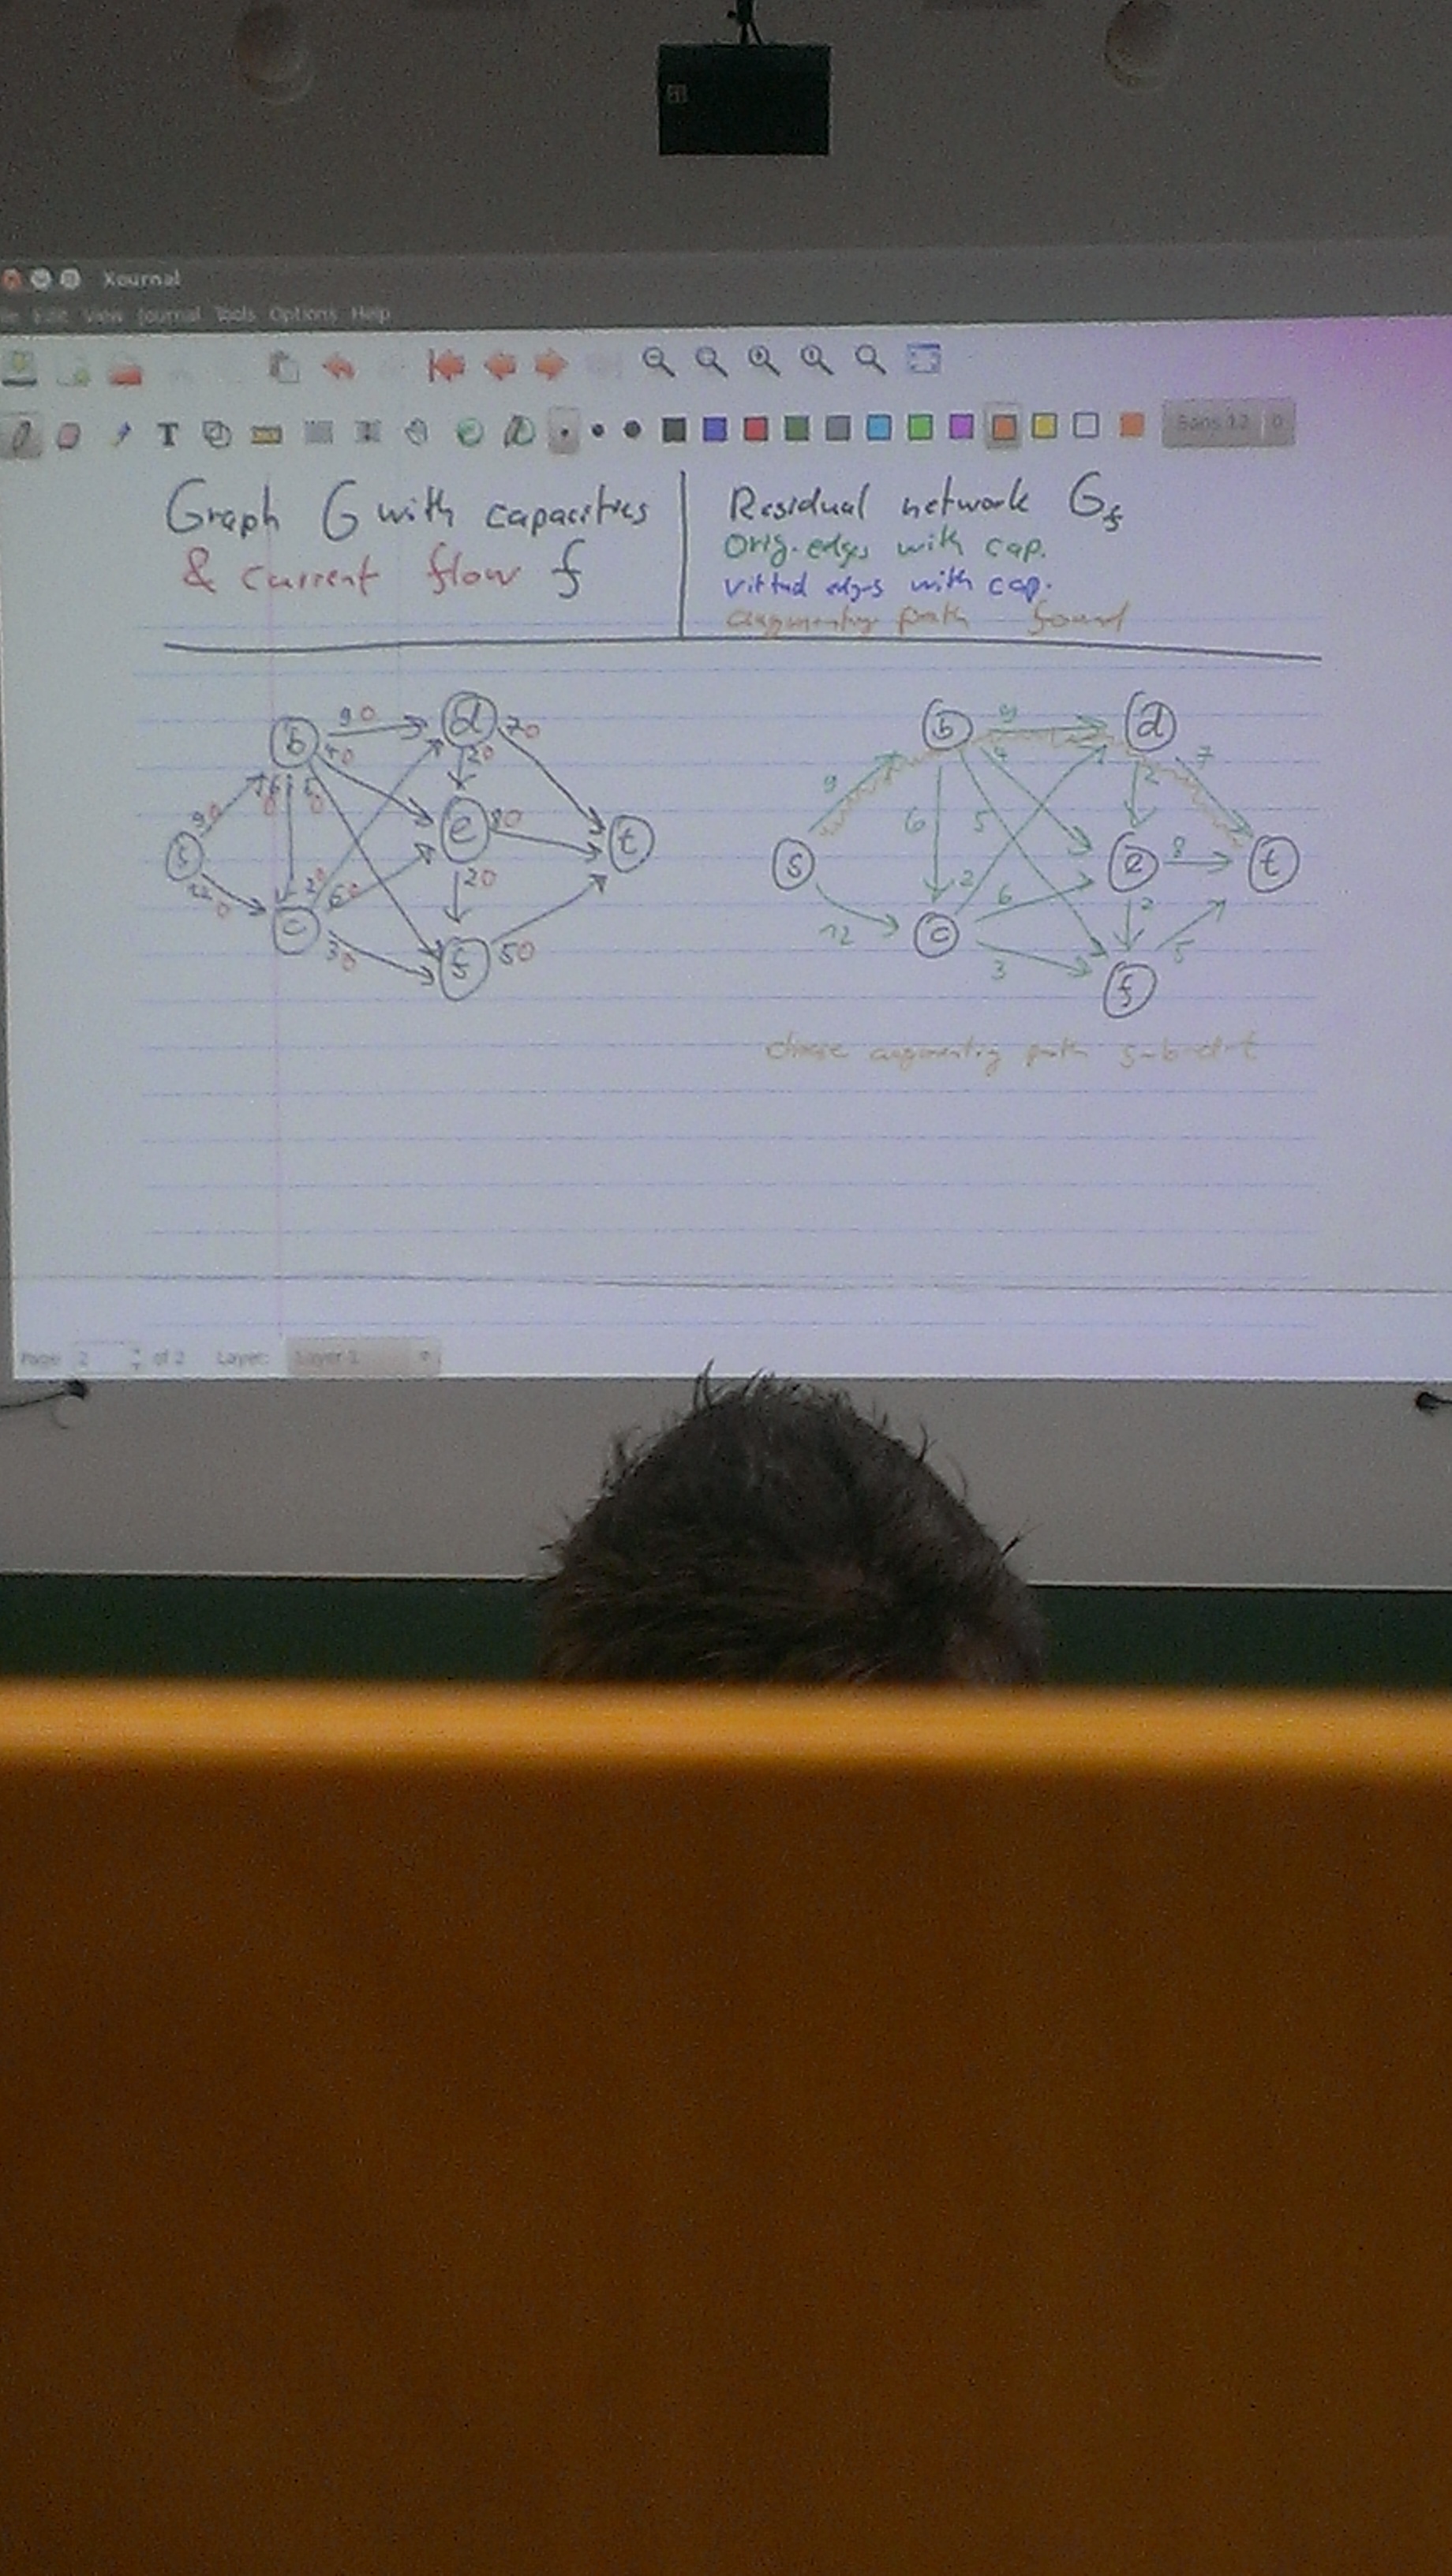 Xournal
Edit View Journal Tools Options Help
T
Sans 12
Graph G with capacities
& current flow f
Residual network Gf
Orig. edges with cap.
virtual edges with cap.
augmenting path found
b 9 0 d 7 0
4 0 2 0
6 0 5 0
9 0 e 8 0 t
s
12 0 2 0 6 0 2 0
c 3 0 f 5 0
b 9 d
4 7
9 2
6 5
s e 8 t
2 6 2
12 c 5
3 f
choose augmenting path s-b-d-t
Page 2 of 2 Layer: Layer 1